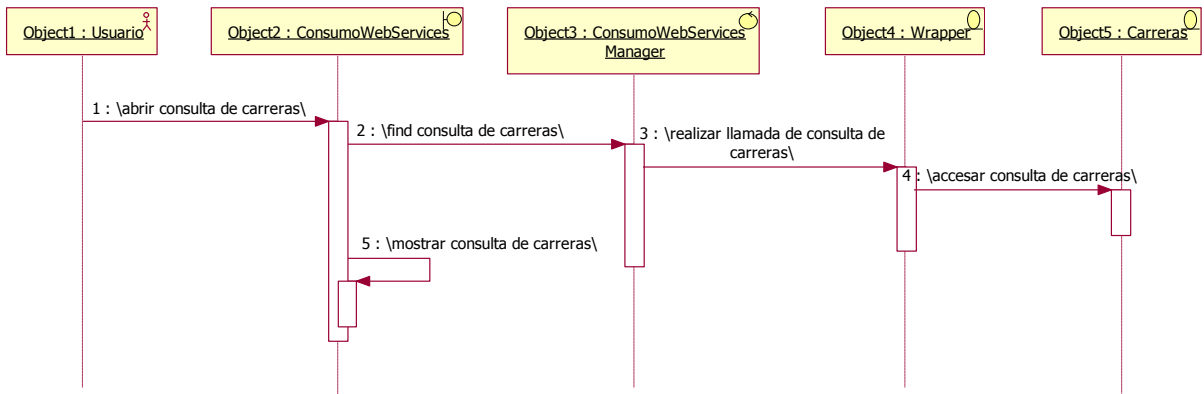 Object1 : Usuario
Object2 : ConsumoWebServices
Object3 : ConsumoWebServices
Manager
Object4 : Wrapper
Object5 : Carreras
1 : \abrir consulta de carreras\
2 : \find consulta de carreras\
3 : \realizar llamada de consulta de
carreras\
4 : \accesar consulta de carreras\
5 : \mostrar consulta de carreras\